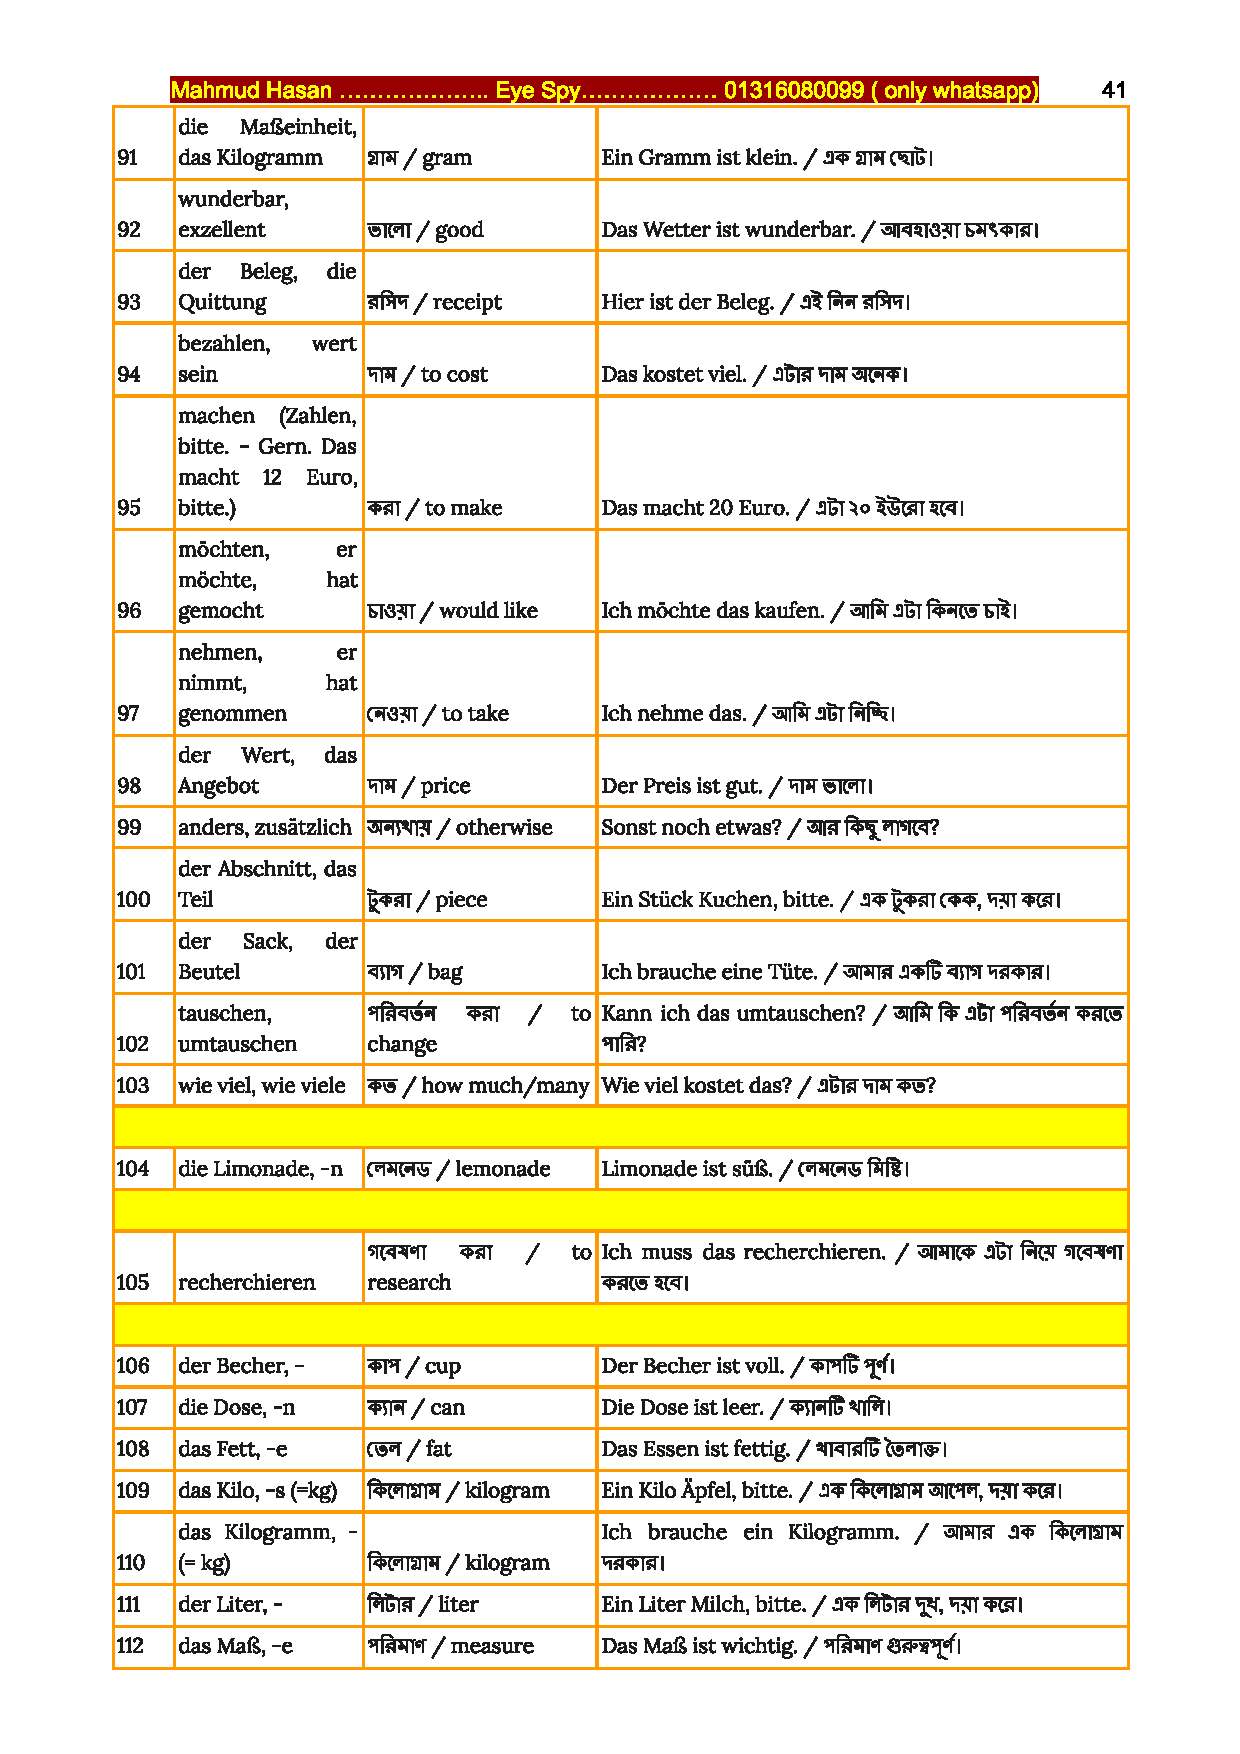 Mahmud Hasan ……………….. Eye Spy……………… 01316080099 ( only whatsapp) 41
die Maßeinheit,
91 das Kilogramm গ্রাম / gram Ein Gramm ist klein. / এক গ্রাম ছোট।
wunderbar,
92 exzellent ভালো / good Das Wetter ist wunderbar. / আবহাওয়া চমৎকার।
der Beleg, die
93 Quittung রসিদ / receipt Hier ist der Beleg. / এই নিন রসিদ।
bezahlen, wert
94 sein দাম / to cost Das kostet viel. / এটার দাম অনেক।
machen (Zahlen,
bitte. - Gern. Das
macht 12 Euro,
95 bitte.) করা / to make Das macht 20 Euro. / এটা ২০ ইউরো হবে।
möchten, er
möchte, hat
96 gemocht চাওয়া / would like Ich möchte das kaufen. / আমি এটা কিনতে চাই।
nehmen, er
nimmt, hat
97 genommen নেওয়া / to take Ich nehme das. / আমি এটা নিচ্ছি।
der Wert, das
98 Angebot দাম / price Der Preis ist gut. / দাম ভালো।
99 anders, zusätzlich অন্যথায় / otherwise Sonst noch etwas? / আর কিছু লাগবে?
der Abschnitt, das
100 Teil টুকরা / piece Ein Stück Kuchen, bitte. / এক টুকরা কেক, দয়া করে।
der Sack, der
101 Beutel ব্যাগ / bag Ich brauche eine Tüte. / আমার একটি ব্যাগ দরকার।
tauschen, পরিবর্তন করা / to Kann ich das umtauschen? / আমি কি এটা পরিবর্তন করতে
102 umtauschen change পারি?
103 wie viel, wie viele কত / how much/many Wie viel kostet das? / এটার দাম কত?
104 die Limonade, -n লেমনেড / lemonade Limonade ist süß. / লেমনেড মিষ্টি।
গবেষণা করা / to Ich muss das recherchieren. / আমাকে এটা নিয়ে গবেষণা
105 recherchieren research করতে হবে।
106 der Becher, - কাপ / cup Der Becher ist voll. / কাপটি পূর্ণ।
107 die Dose, -n ক্যান / can Die Dose ist leer. / ক্যানটি খালি।
108 das Fett, -e তেল / fat Das Essen ist fettig. / খাবারটি তৈলাক্ত।
109 das Kilo, -s (=kg) কিলোগ্রাম / kilogram Ein Kilo Äpfel, bitte. / এক কিলোগ্রাম আপেল, দয়া করে।
das Kilogramm, - Ich brauche ein Kilogramm. / আমার এক কিলোগ্রাম
110 (= kg) কিলোগ্রাম / kilogram দরকার।
111 der Liter, - লিটার / liter Ein Liter Milch, bitte. / এক লিটার দুধ, দয়া করে।
112 das Maß, -e পরিমাণ / measure Das Maß ist wichtig. / পরিমাণ গুরুত্বপূর্ণ।